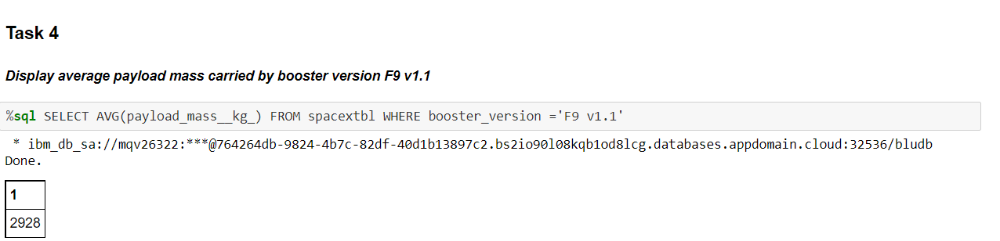 Task 4
Display average payload mass carried by booster version F9 v1.1
%sql SELECT AVG(payload_mass__kg_) FROM spacextbl WHERE booster_version ='F9 v1.1'
* ibm_db_sa://mqv26322:***@764264db-9824-4b7c-82df-40d1b13897c2.bs2io90l08kqb1od8lcg.databases.appdomain.cloud:32536/bludb
Done.
1
2928